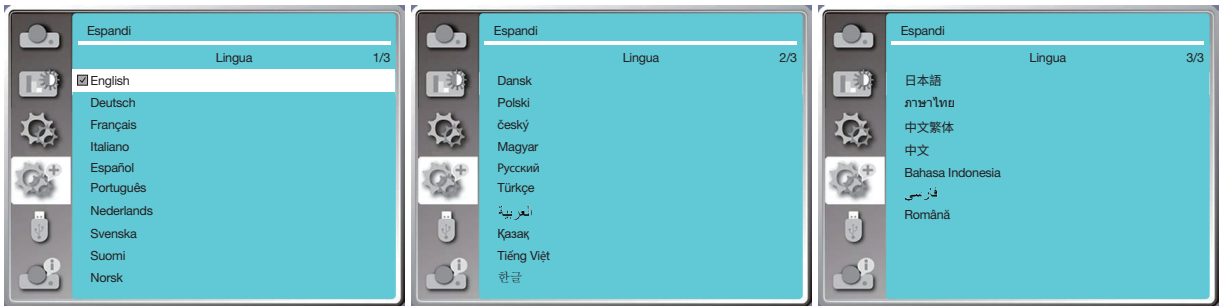 Espandi
Lingua 1/3
English
Deutsch
Français
Italiano
Español
Português
Nederlands
Svenska
Suomi
Norsk
Espandi
Lingua 2/3
Dansk
Polski
český
Magyar
Русский
Türkçe
العربية
Қазақ
Tiếng Việt
한글
Espandi
Lingua 3/3
日本語
ภาษาไทย
中文繁体
中文
Bahasa Indonesia
فارسی
Română